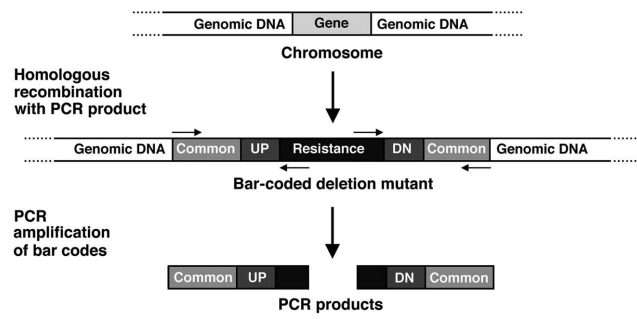 Genomic DNA Gene Genomic DNA
Chromosome
Homologous
recombination
with PCR product
Genomic DNA Common UP Resistance DN Common Genomic DNA
Bar-coded deletion mutant
PCR
amplification
of bar codes
Common UP DN Common
PCR products